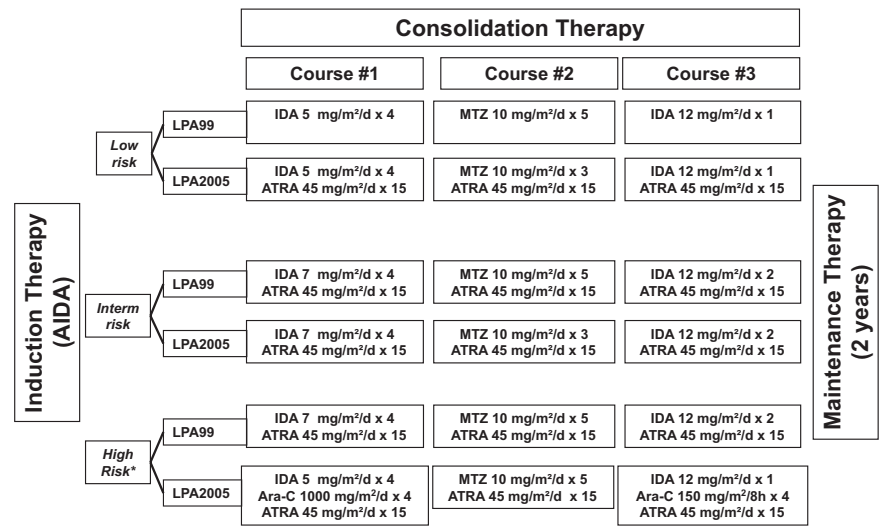 Consolidation Therapy
Course #1
Course #2
Course #3
Induction Therapy
(AIDA)
Low
risk
LPA99
IDA 5 mg/m²/d x 4
MTZ 10 mg/m²/d x 5
IDA 12 mg/m²/d x 1
LPA2005
IDA 5 mg/m²/d x 4
ATRA 45 mg/m²/d x 15
MTZ 10 mg/m²/d x 3
ATRA 45 mg/m²/d x 15
IDA 12 mg/m²/d x 1
ATRA 45 mg/m²/d x 15
Interm
risk
LPA99
IDA 7 mg/m²/d x 4
ATRA 45 mg/m²/d x 15
MTZ 10 mg/m²/d x 5
ATRA 45 mg/m²/d x 15
IDA 12 mg/m²/d x 2
ATRA 45 mg/m²/d x 15
LPA2005
IDA 7 mg/m²/d x 4
ATRA 45 mg/m²/d x 15
MTZ 10 mg/m²/d x 3
ATRA 45 mg/m²/d x 15
IDA 12 mg/m²/d x 2
ATRA 45 mg/m²/d x 15
High
Risk*
LPA99
IDA 7 mg/m²/d x 4
ATRA 45 mg/m²/d x 15
MTZ 10 mg/m²/d x 5
ATRA 45 mg/m²/d x 15
IDA 12 mg/m²/d x 2
ATRA 45 mg/m²/d x 15
LPA2005
IDA 5 mg/m²/d x 4
Ara-C 1000 mg/m²/d x 4
ATRA 45 mg/m²/d x 15
MTZ 10 mg/m²/d x 5
ATRA 45 mg/m²/d x 15
IDA 12 mg/m²/d x 1
Ara-C 150 mg/m²/8h x 4
ATRA 45 mg/m²/d x 15
Maintenance Therapy
(2 years)